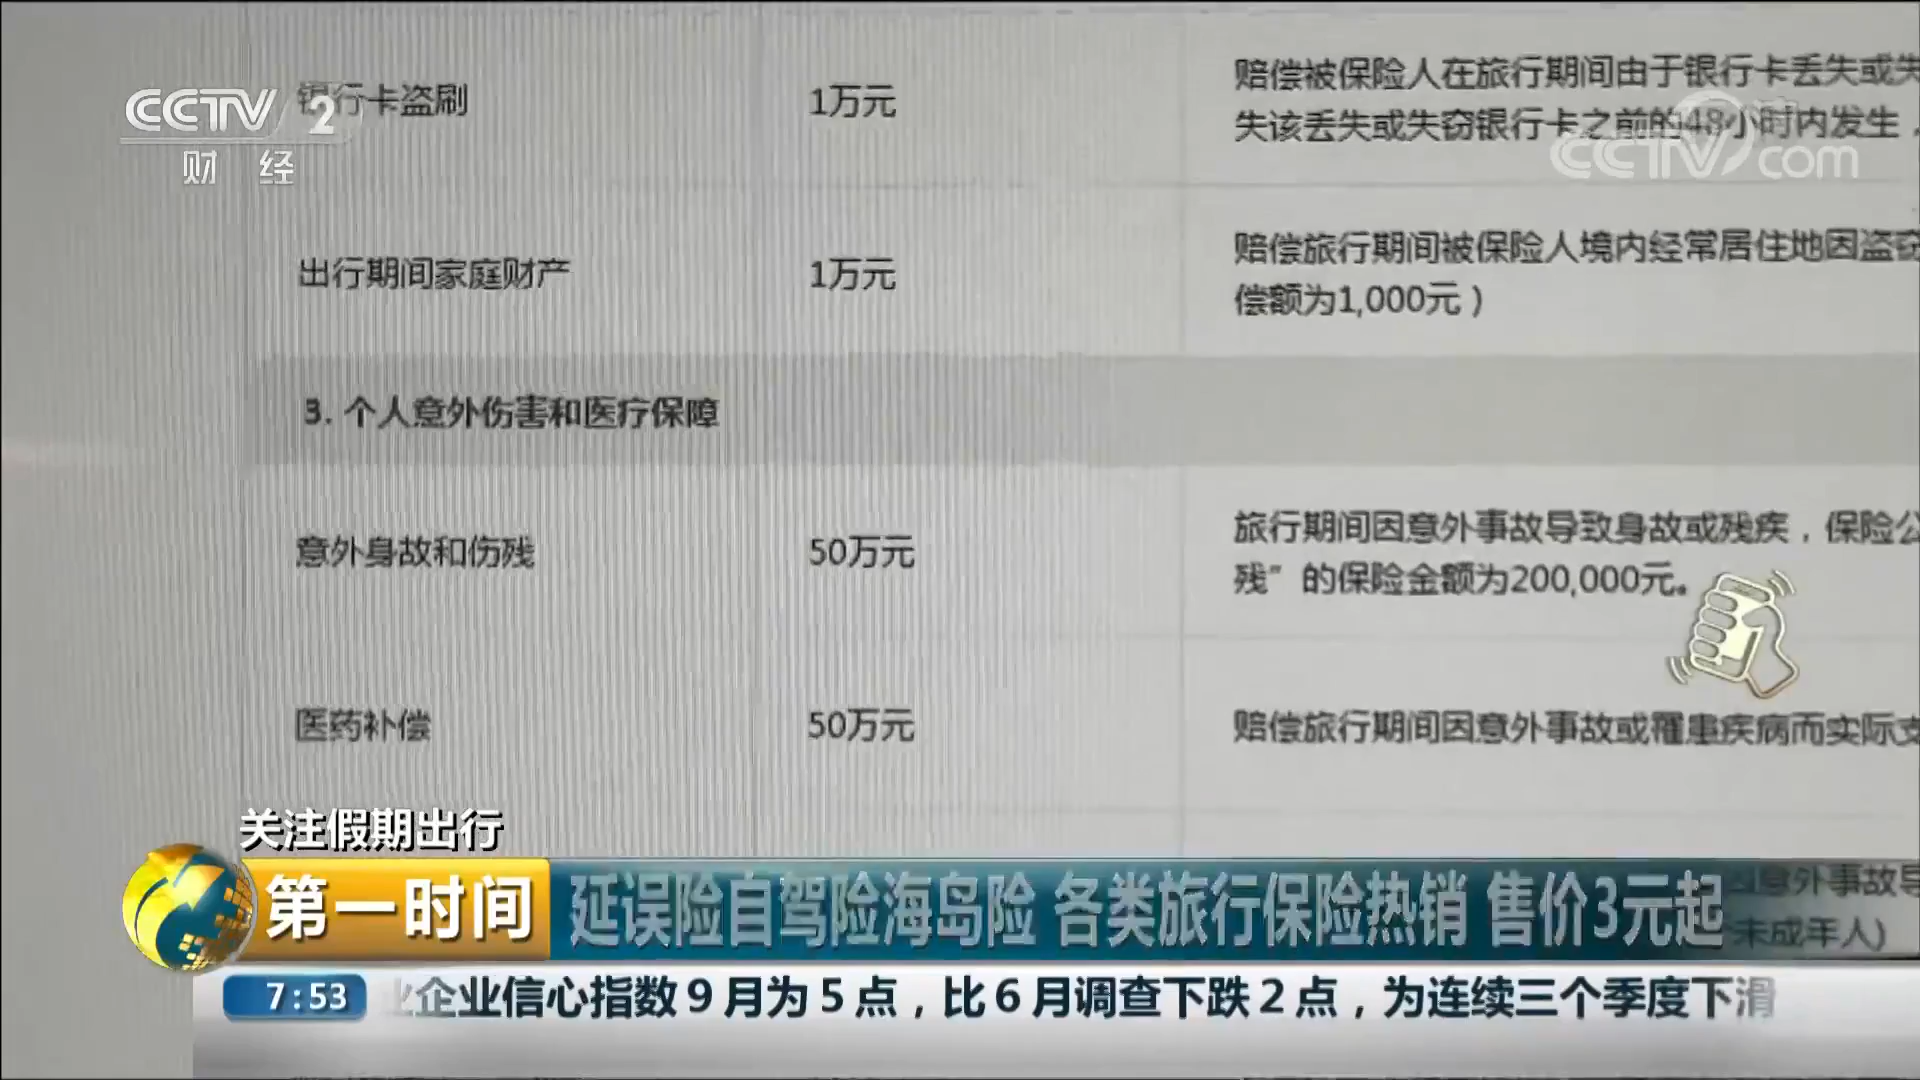 CCTV 2
财 经
银行卡盗刷
1万元
赔偿被保险人在旅行期间由于银行卡丢失或失
失该丢失或失窃银行卡之前的48小时内发生，
CCTV.com
出行期间家庭财产
1万元
赔偿旅行期间被保险人境内经常居住地因盗窃
偿额为1,000元）
3. 个人意外伤害和医疗保障
意外身故和伤残
50万元
旅行期间因意外事故导致身故或残疾，保险公
残”的保险金额为200,000元。
医药补偿
50万元
赔偿旅行期间因意外事故或罹患疾病而实际支
关注假期出行
第一时间
延误险自驾险海岛险 各类旅行保险热销 售价3元起
意外事故导
未成年人)
7:53
业企业信心指数9月为5点，比6月调查下跌2点，为连续三个季度下滑